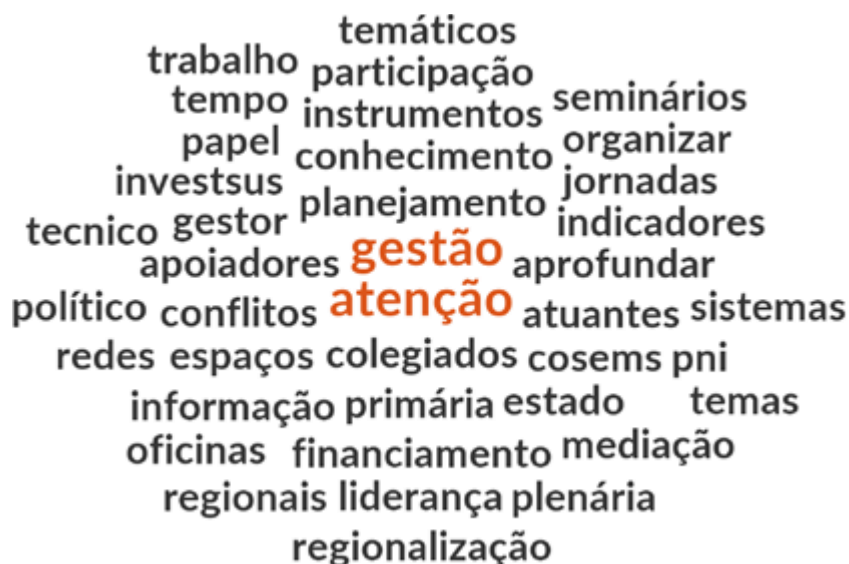 temáticos
trabalho participação
tempo instrumentos seminários
papel conhecimento organizar
investsus planejamento jornadas
tecnico gestor gestão indicadores
apoiadores aprofundar
político conflitos atenção atuantes sistemas
redes espaços colegiados cosems pni
informação primária estado temas
oficinas financiamento mediação
regionais liderança plenária
regionalização